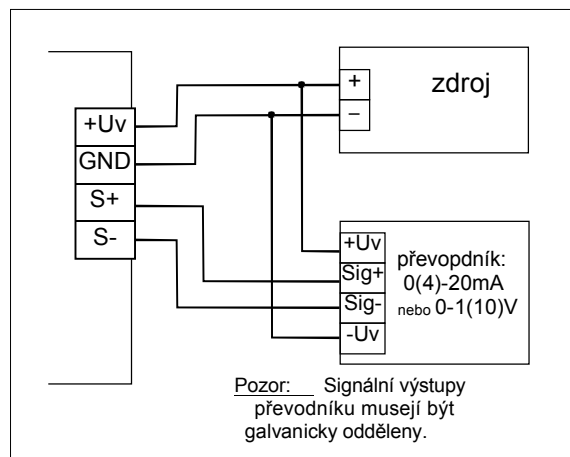 +Uv
GND
S+
S-
+
–
zdroj
+Uv
Sig+
Sig-
-Uv
převopdník:
0(4)-20mA
nebo 0-1(10)V
Pozor: Signální výstupy
převodníku musejí být
galvanicky odděleny.